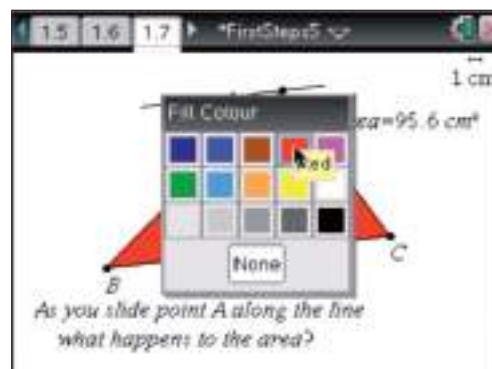 1.5 1.6 1.7 *FirstSteps5
1 cm
Fill Colour
ea=95.6 cm²
Red
None
B
C
As you slide point A along the line
what happens to the area?